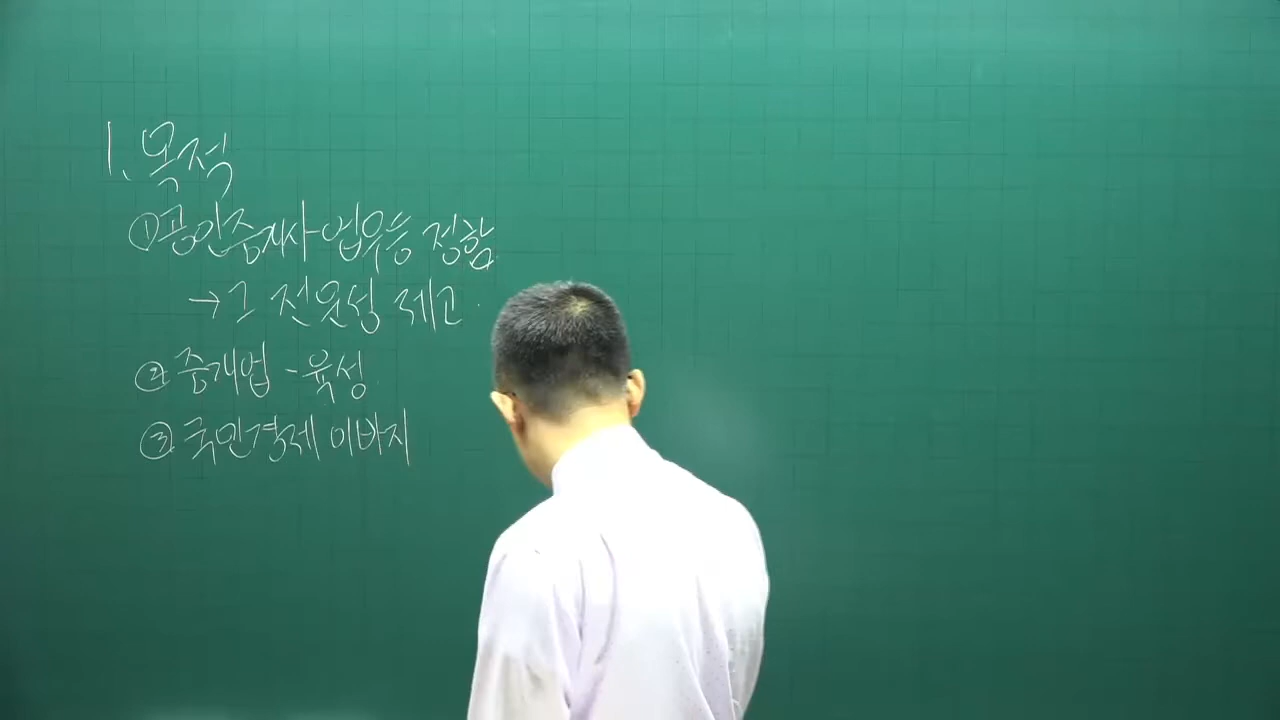 1. 목적
① 공인중개사 업무등 정함
→ 그 전문성 제고
② 중개업 - 육성
③ 국민경제 이바지